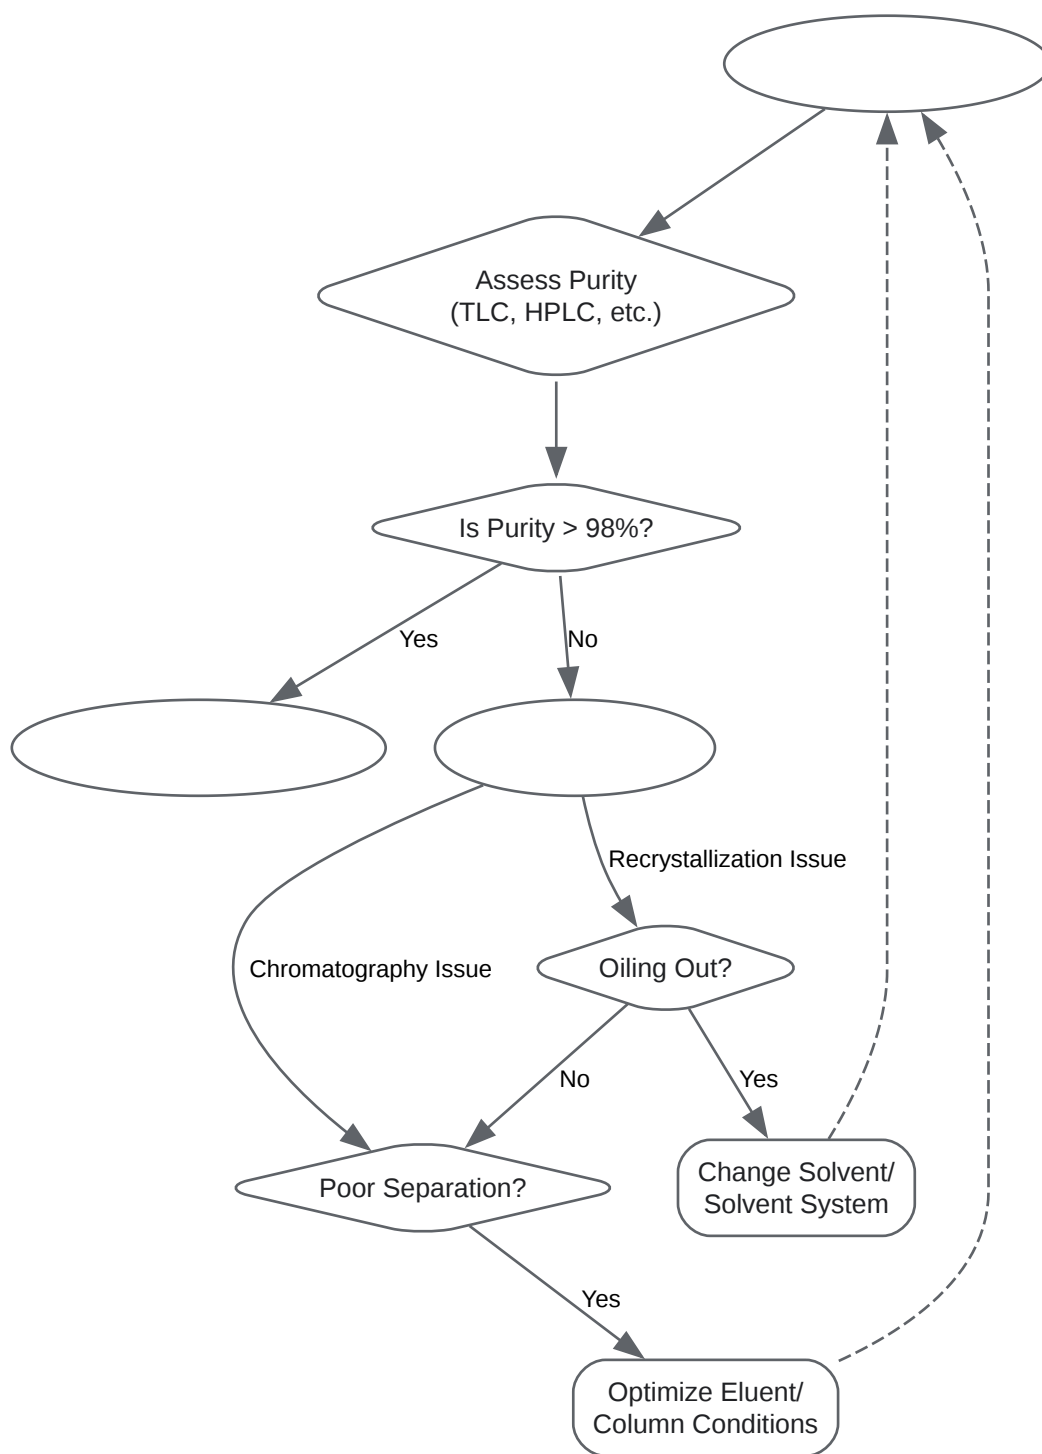 Assess Purity
(TLC, HPLC, etc.)
Is Purity > 98%?
Yes
No
Recrystallization Issue
Oiling Out?
Chromatography Issue
No
Yes
Change Solvent/
Solvent System
Poor Separation?
Yes
Optimize Eluent/
Column Conditions